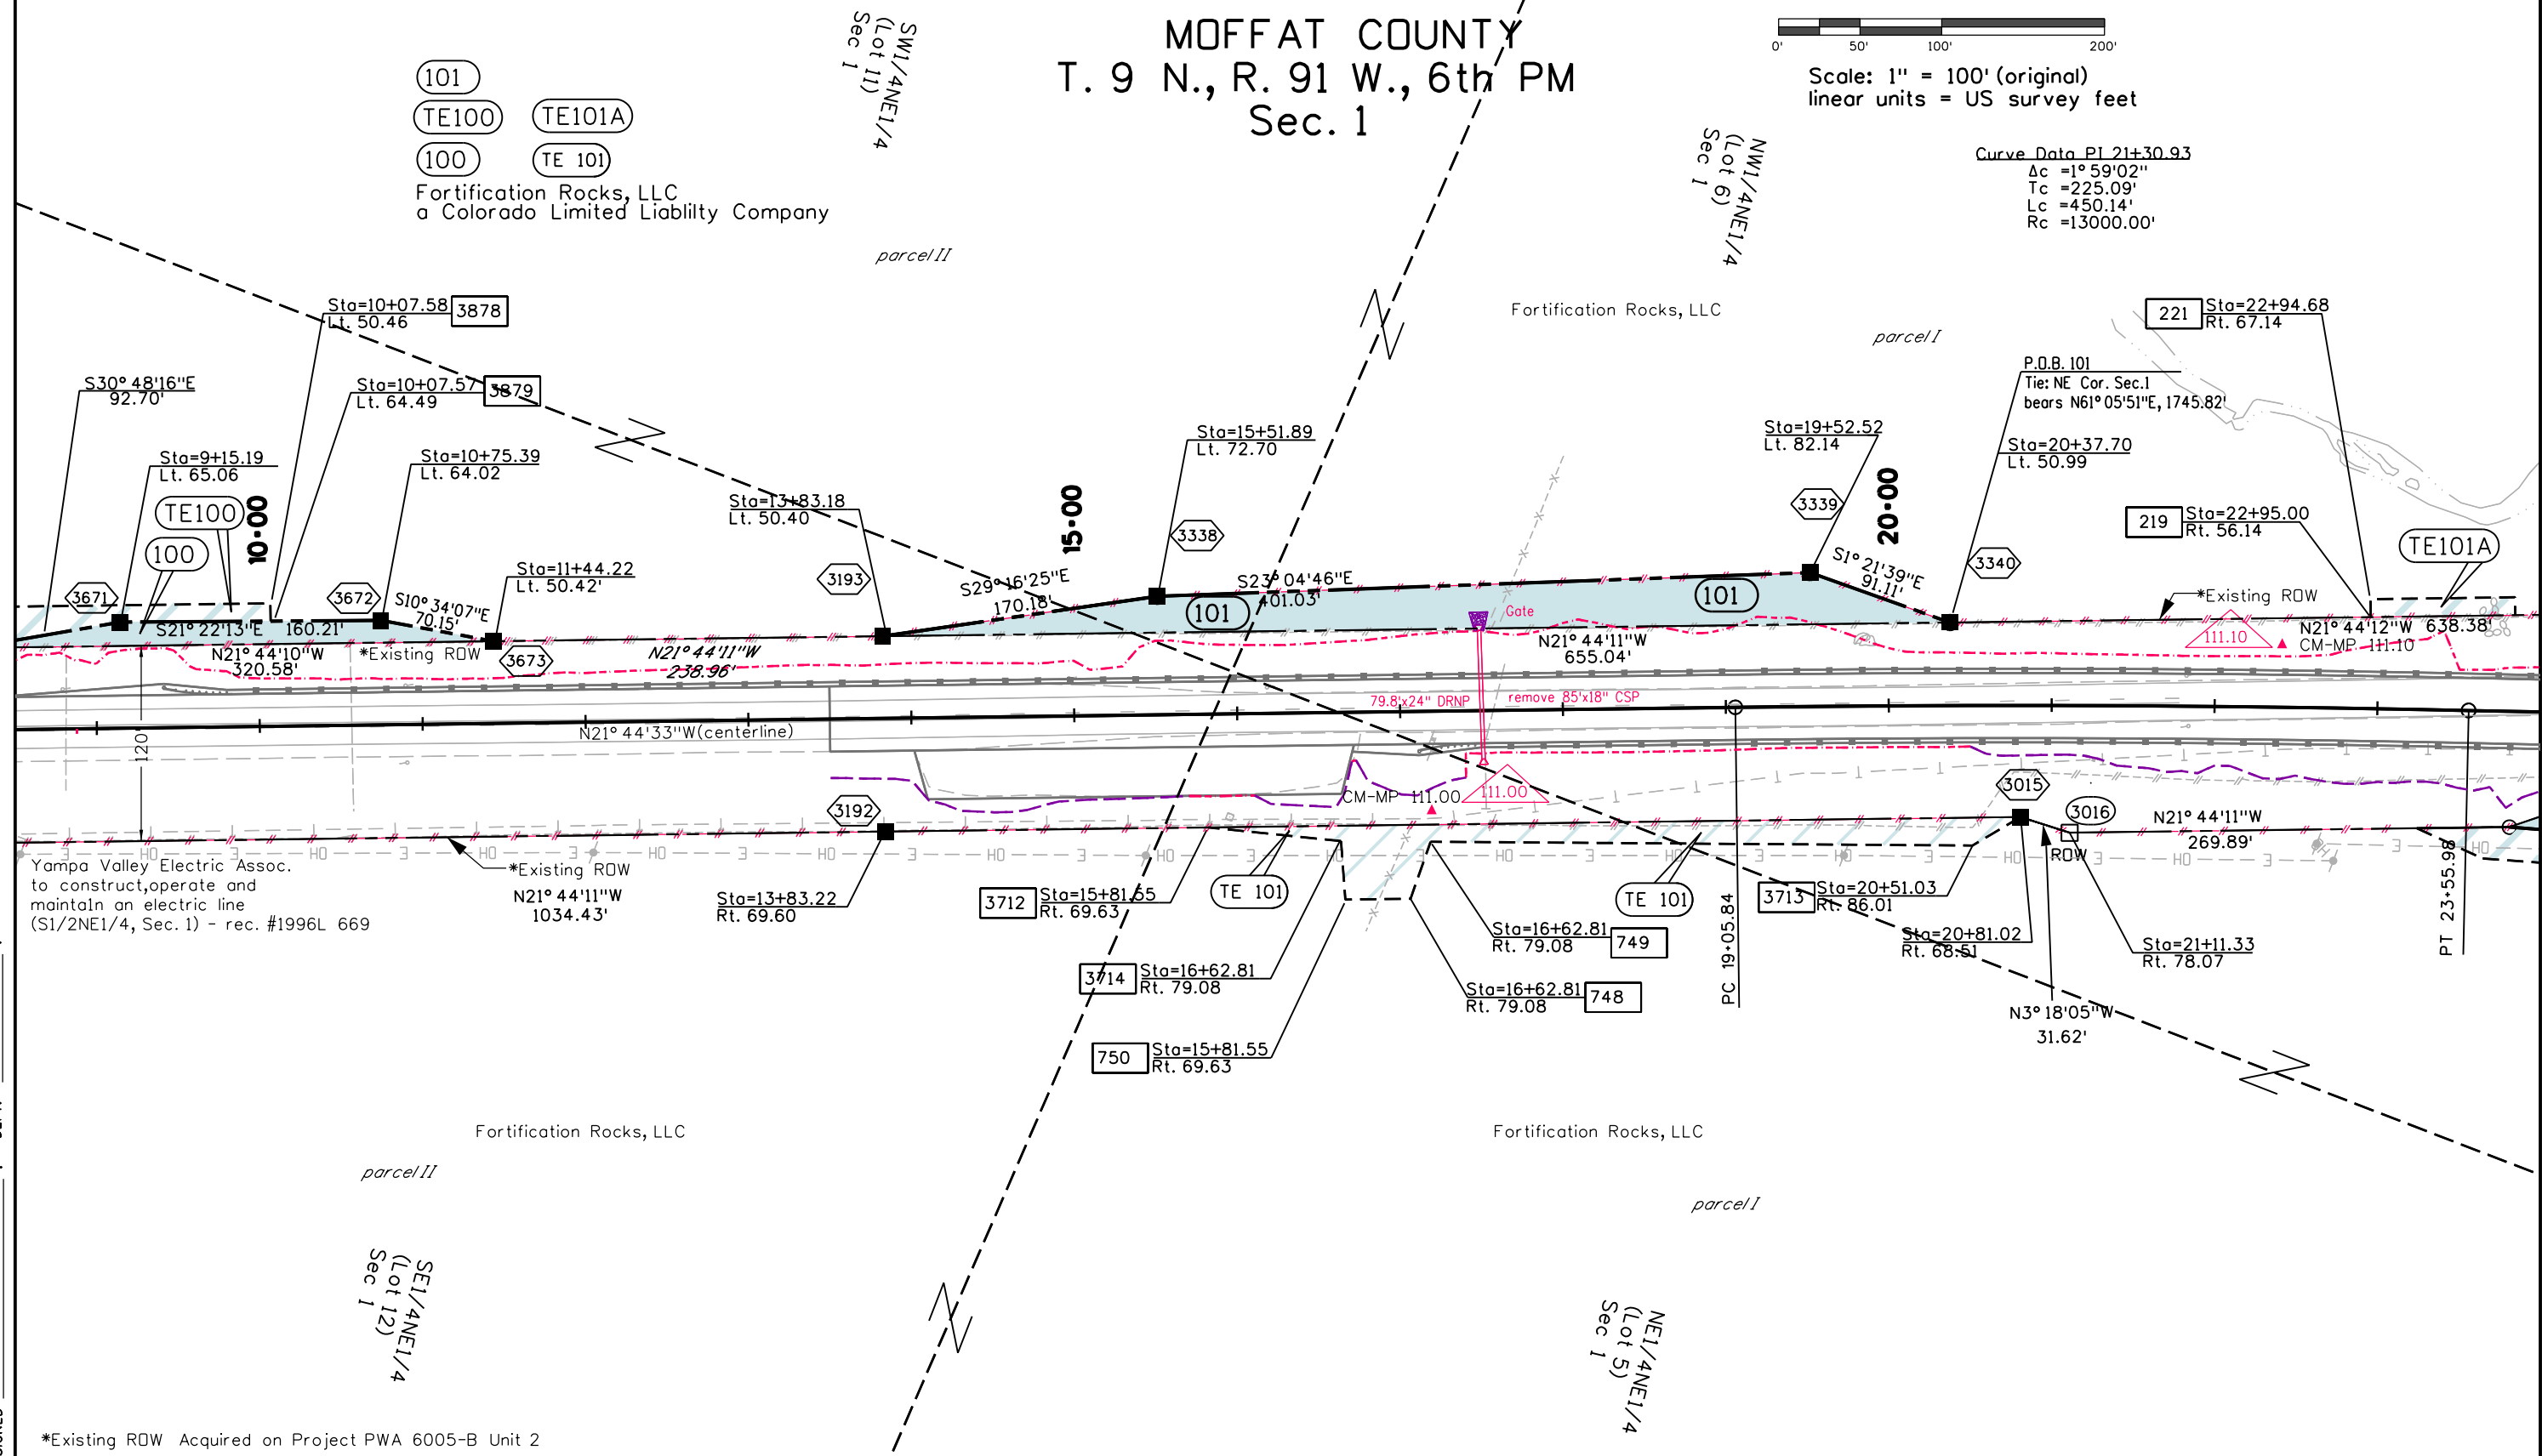 MOFFAT COUNTY
T. 9 N., R. 91 W., 6th PM
Sec. 1
0' 50' 100' 200'
Scale: 1" = 100' (original)
linear units = US survey feet
Curve Data PI 21+30.93
Δc =1°59'02"
Tc =225.09'
Lc =450.14'
Rc =13000.00'
101
TE100 TE101A
100 TE 101
Fortification Rocks, LLC
a Colorado Limited Liablilty Company
SW1/4NE1/4
(Lot 11)
Sec 1
parcel II
NW1/4NE1/4
(Lot 6)
Sec 1
Fortification Rocks, LLC
parcel I
Sta=10+07.58
Lt. 50.46
3878
Sta=10+07.57
Lt. 64.49
3879
S30°48'16"E
92.70'
Sta=9+15.19
Lt. 65.06
TE100
100
10+00
Sta=10+75.39
Lt. 64.02
Sta=11+44.22
Lt. 50.42'
3671
3672
3673
S10°34'07"E
70.15'
S21°22'13"E 160.21'
N21°44'10"W
320.58'
*Existing ROW
N21°44'11"W
238.96'
Sta=13+83.18
Lt. 50.40
3193
15+00
Sta=15+51.89
Lt. 72.70
3338
S29°16'25"E
170.18'
S23°04'46"E
401.03'
101
101
Gate
N21°44'11"W
655.04'
Sta=19+52.52
Lt. 82.14
3339
20+00
S1°21'39"E
91.11'
3340
P.O.B. 101
Tie: NE Cor. Sec.1
bears N61°05'51"E, 1745.82'
Sta=20+37.70
Lt. 50.99
221
Sta=22+94.68
Rt. 67.14
219
Sta=22+95.00
Rt. 56.14
TE101A
*Existing ROW
111.10
N21°44'12"W 638.38'
CM-MP 111.10
79.8'x24" DRNP
remove 85'x18" CSP
N21°44'33"W(centerline)
120'
CM-MP 111.00
111.00
3192
3015
3016
ROW
N21°44'11"W
269.89'
Yampa Valley Electric Assoc.
to construct,operate and
maintain an electric line
(S1/2NE1/4, Sec. 1) - rec. #1996L 669
*Existing ROW
N21°44'11"W
1034.43'
Sta=13+83.22
Rt. 69.60
3712
Sta=15+81.55
Rt. 69.63
TE 101
3714
Sta=16+62.81
Rt. 79.08
750
Sta=15+81.55
Rt. 69.63
Sta=16+62.81
Rt. 79.08
749
Sta=16+62.81
Rt. 79.08
748
TE 101
PC 19+05.84
3713
Sta=20+51.03
Rt. 86.01
Sta=20+81.02
Rt. 68.51
Sta=21+11.33
Rt. 78.07
N3°18'05"W
31.62'
PT 23+55.98
Fortification Rocks, LLC
parcel II
Fortification Rocks, LLC
parcel I
SE1/4NE1/4
(Lot 12)
Sec 1
NE1/4NE1/4
(Lot 5)
Sec 1
*Existing ROW Acquired on Project PWA 6005-B Unit 2